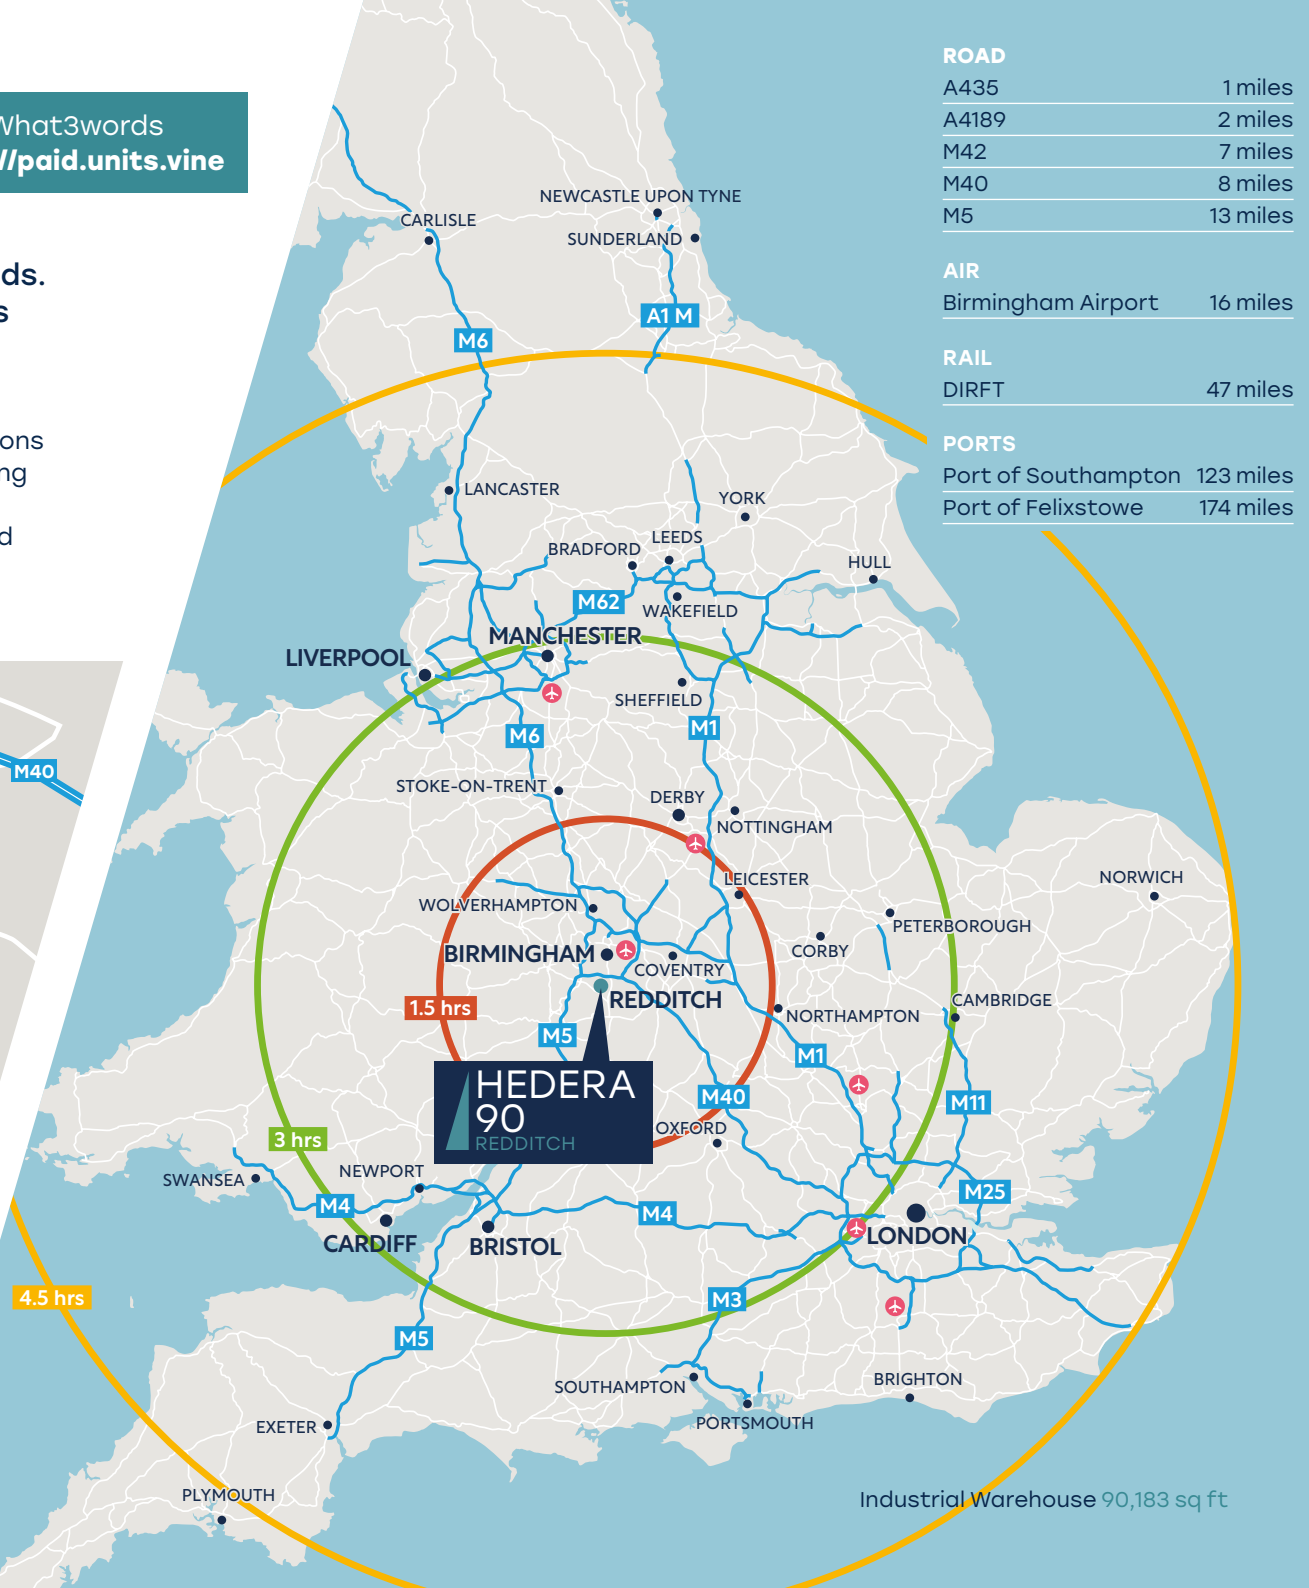 What3words
//paid.units.vine
ds.
s
ons
ng
d
M40
ROAD
A435 1 miles
A4189 2 miles
M42 7 miles
M40 8 miles
M5 13 miles
AIR
Birmingham Airport 16 miles
RAIL
DIRFT 47 miles
PORTS
Port of Southampton 123 miles
Port of Felixstowe 174 miles
NEWCASTLE UPON TYNE
CARLISLE
SUNDERLAND
A1 M
M6
LANCASTER
YORK
LEEDS
BRADFORD
HULL
M62
WAKEFIELD
MANCHESTER
LIVERPOOL
SHEFFIELD
M1
M6
STOKE-ON-TRENT
DERBY
NOTTINGHAM
LEICESTER
NORWICH
WOLVERHAMPTON
PETERBOROUGH
BIRMINGHAM
CORBY
COVENTRY
REDDITCH
CAMBRIDGE
1.5 hrs
NORTHAMPTON
M5
M1
HEDERA
90
REDDITCH
M40
M11
OXFORD
3 hrs
NEWPORT
SWANSEA
M25
M4
M4
LONDON
CARDIFF
BRISTOL
4.5 hrs
M3
M5
SOUTHAMPTON
BRIGHTON
PORTSMOUTH
EXETER
PLYMOUTH
Industrial Warehouse 90,183 sq ft